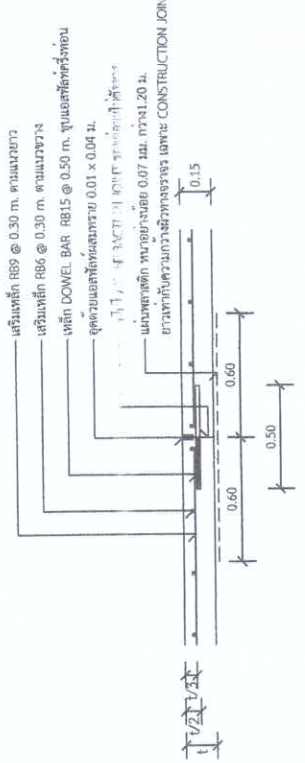 เสริมเหล็ก RB9 @ 0.30 m. ตามแนวยาว
เสริมเหล็ก RB6 @ 0.30 m. ตามแนวขวาง
เหล็ก DOWEL BAR RB15 @ 0.50 m. ชุบแอสฟัลท์ครึ่งท่อน
อุดด้วยแอสฟัลท์ผสมทราย 0.01 x 0.04 ม.
JOINT
แผ่นพลาสติก หนาอย่างน้อย 0.07 มม. กว้าง1.20 ม.
ยาวเท่ากับความกว้างผิวทางจราจร เฉพาะ CONSTRUCTION JOIN
0.15
0.60
0.60
0.50
t
t/2
t/3